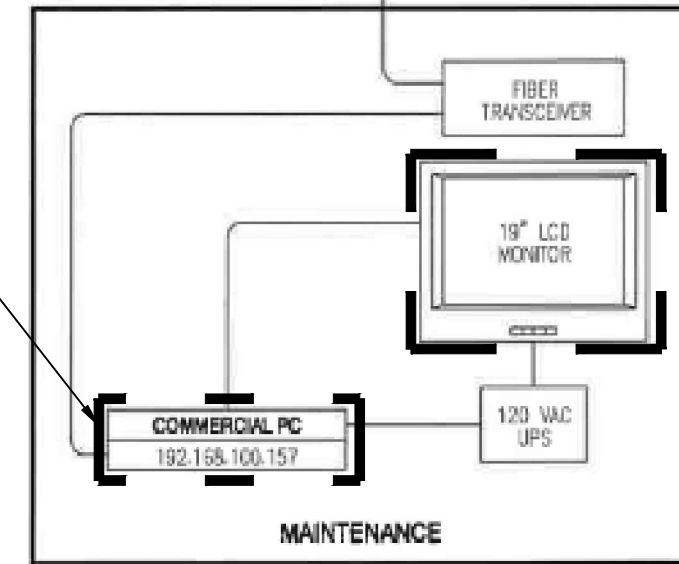 FIBER
TRANSCEIVER
19" LCD
MONITOR
COMMERCIAL PC
192.168.100.157
120 VAC
UPS
MAINTENANCE